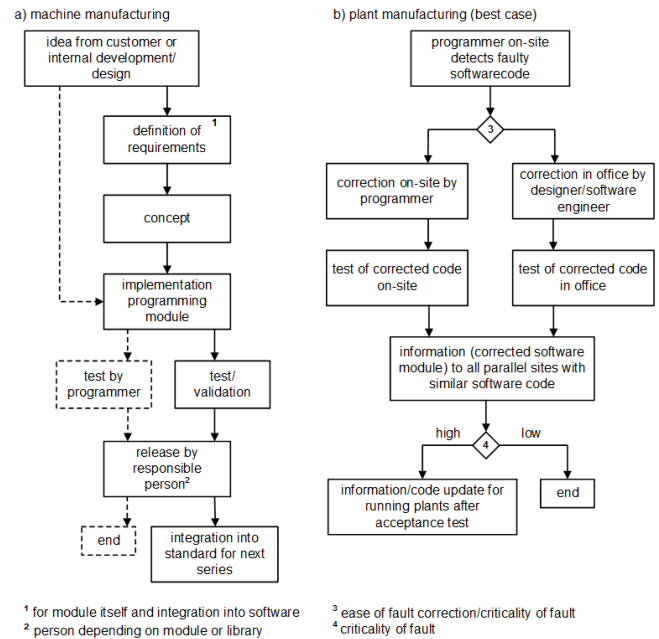 a) machine manufacturing
idea from customer or
internal development/
design
definition of 1
requirements
concept
implementation
programming
module
test by
programmer
test/
validation
release by
responsible
person2
end
integration into
standard for next
series
1 for module itself and integration into software
2 person depending on module or library
b) plant manufacturing (best case)
programmer on-site
detects faulty
softwarecode
3
correction on-site by
programmer
correction in office by
designer/software
engineer
test of corrected code
on-site
test of corrected code
in office
information (corrected software
module) to all parallel sites with
similar software code
high
4
low
information/code update for
running plants after
acceptance test
end
3 ease of fault correction/criticality of fault
4 criticality of fault